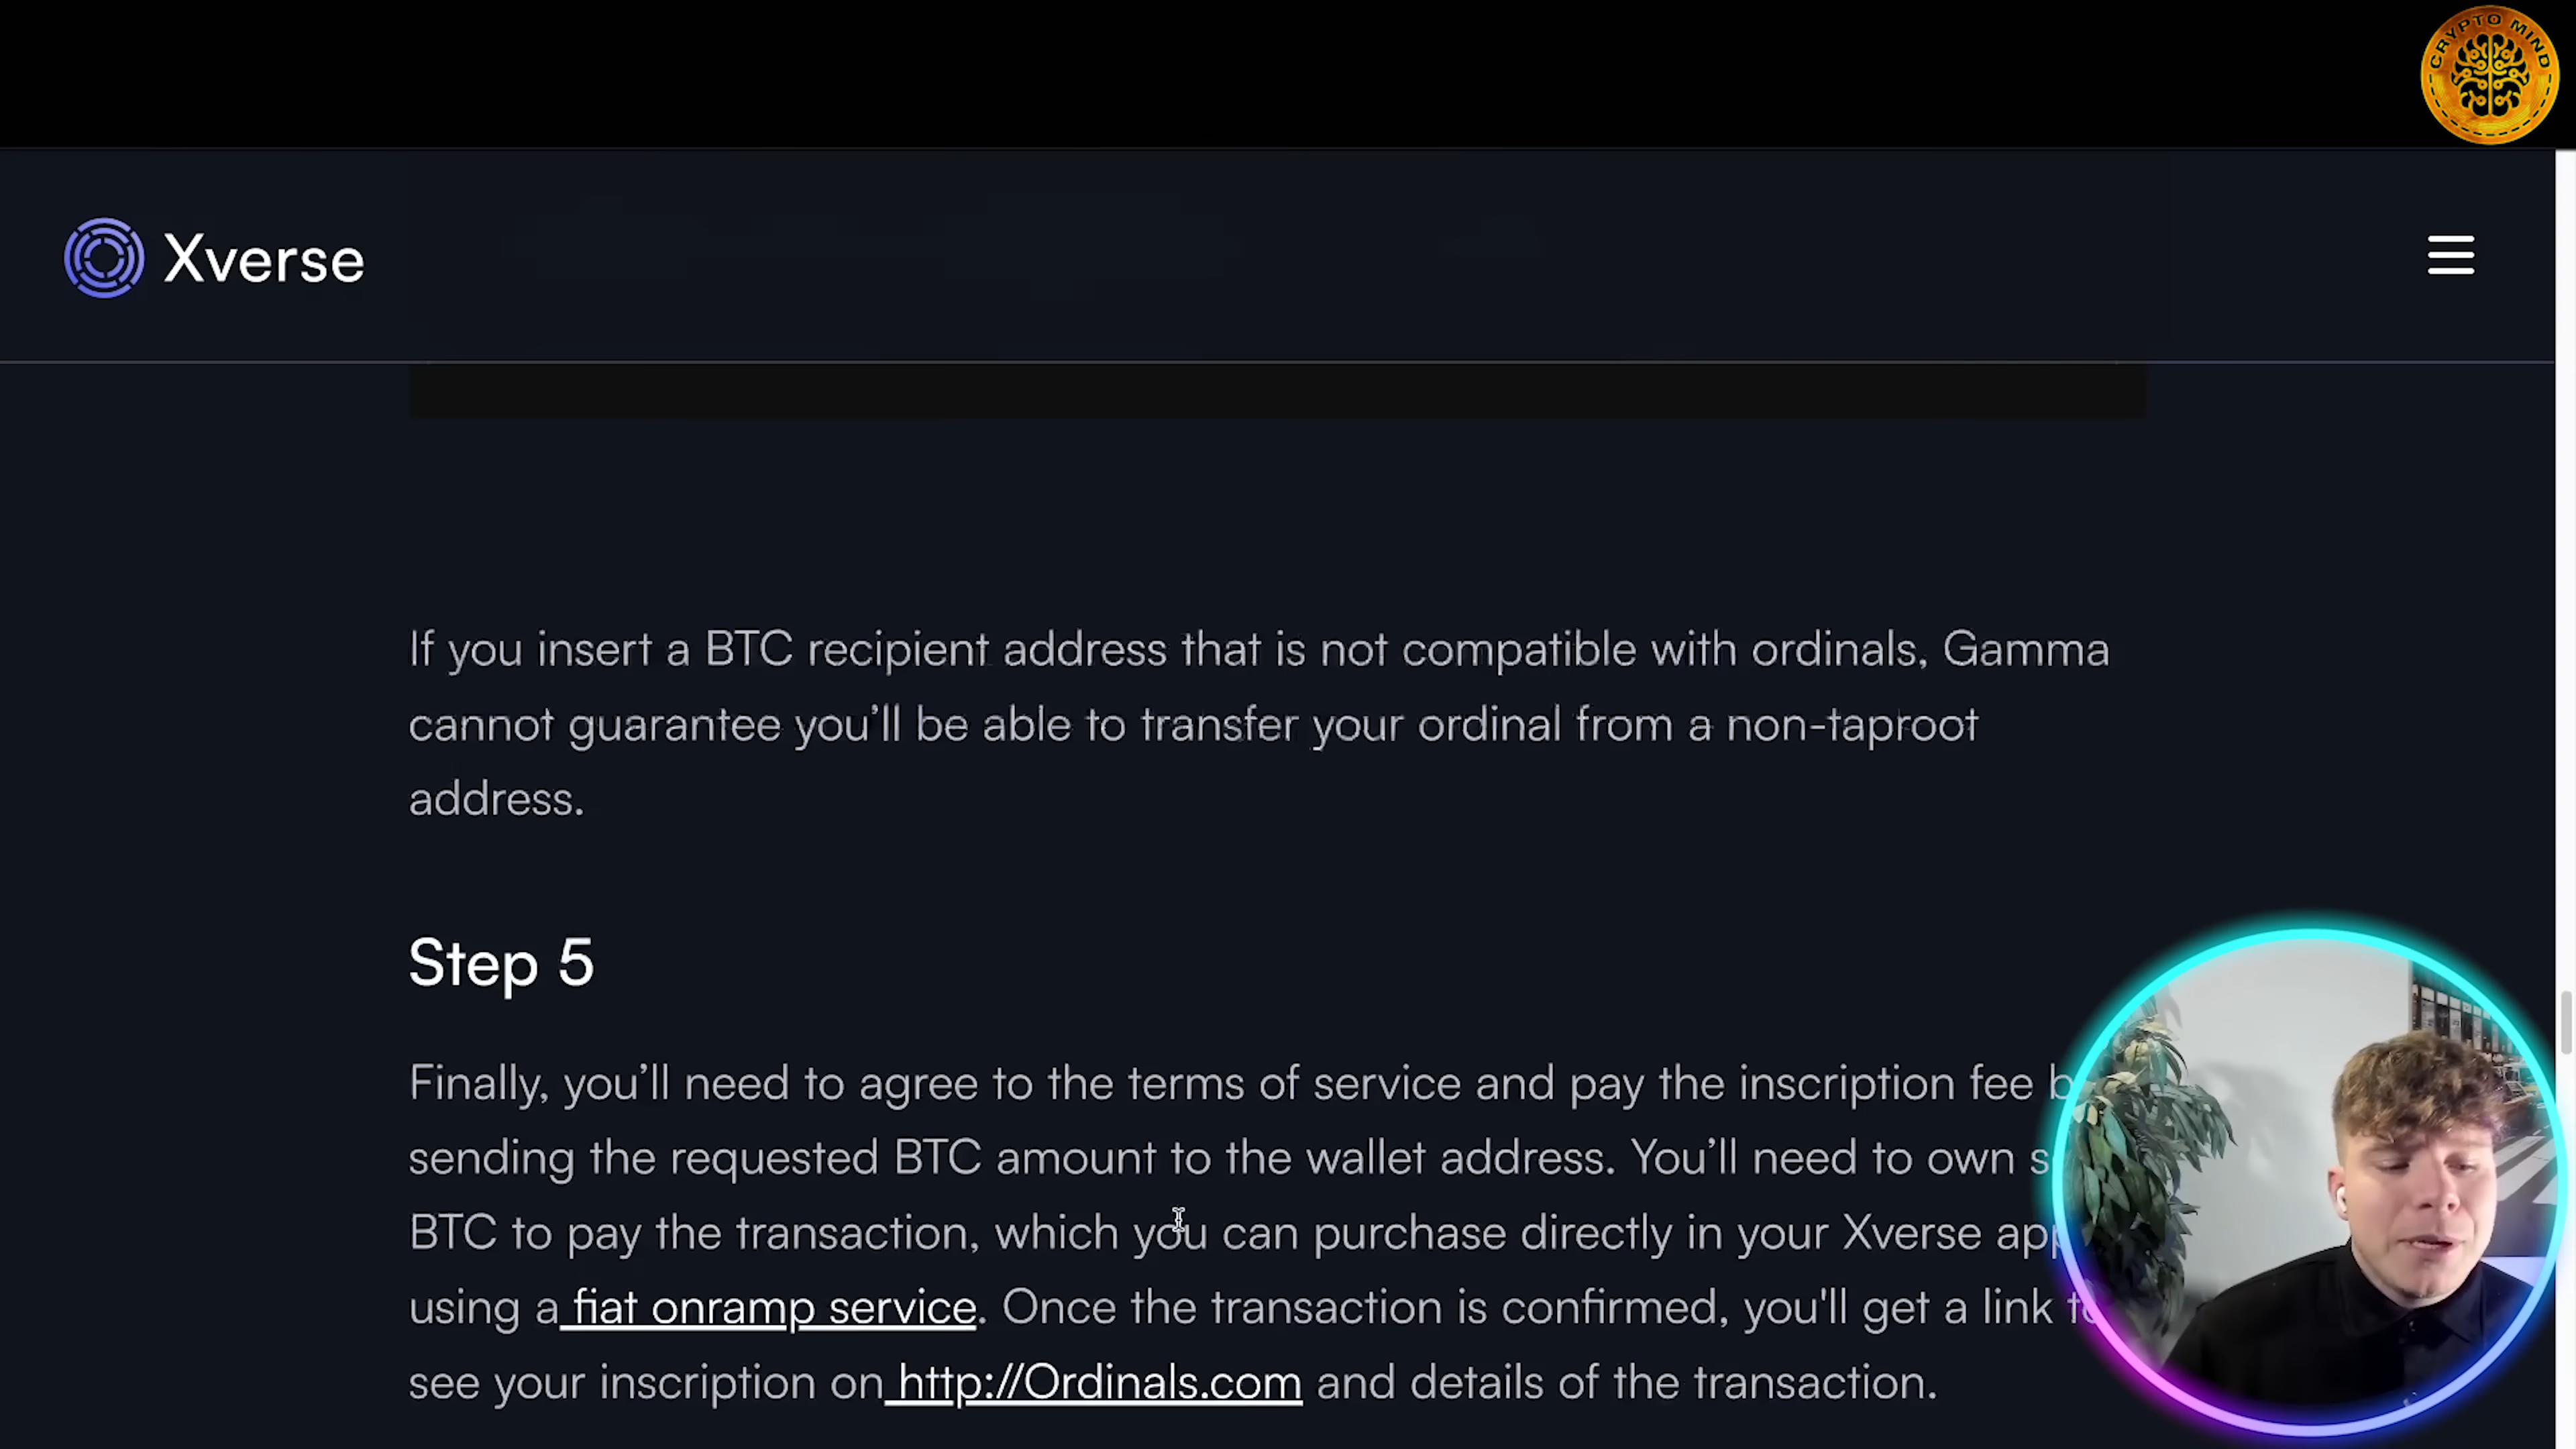 CRYPTO MIND
Xverse
If you insert a BTC recipient address that is not compatible with ordinals, Gamma
cannot guarantee you’ll be able to transfer your ordinal from a non-taproot
address.
Step 5
Finally, you’ll need to agree to the terms of service and pay the inscription fee
sending the requested BTC amount to the wallet address. You’ll need to own
BTC to pay the transaction, which you can purchase directly in your Xverse
using a fiat onramp service. Once the transaction is confirmed, you'll get a link
see your inscription on http://Ordinals.com and details of the transaction.